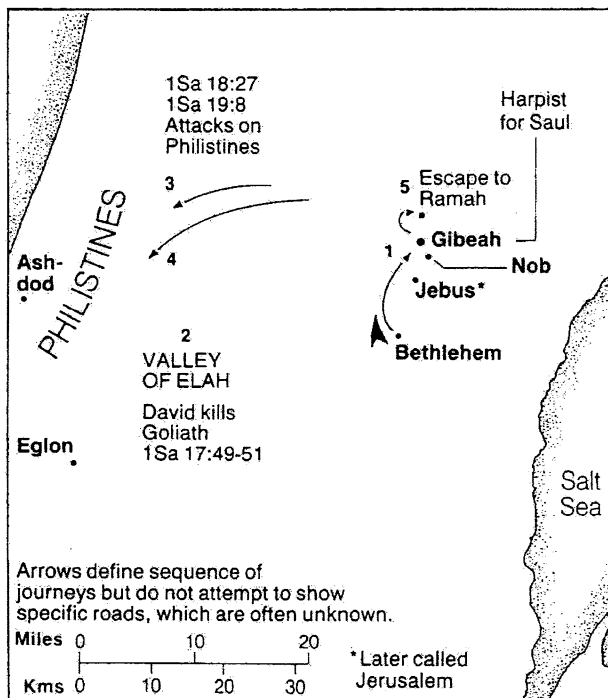 1Sa 18:27
1Sa 19:8
Attacks on
Philistines
Harpist
for Saul
3
5 Escape to
Ramah
4
1
Gibeah
Nob
Jebus*
Bethlehem
Ash-
dod
PHILISTINES
2
VALLEY
OF ELAH
David kills
Goliath
1Sa 17:49-51
Eglon
Salt
Sea
Arrows define sequence of
journeys but do not attempt to show
specific roads, which are often unknown.
Miles 0 10 20
Kms 0 10 20 30
*Later called
Jerusalem